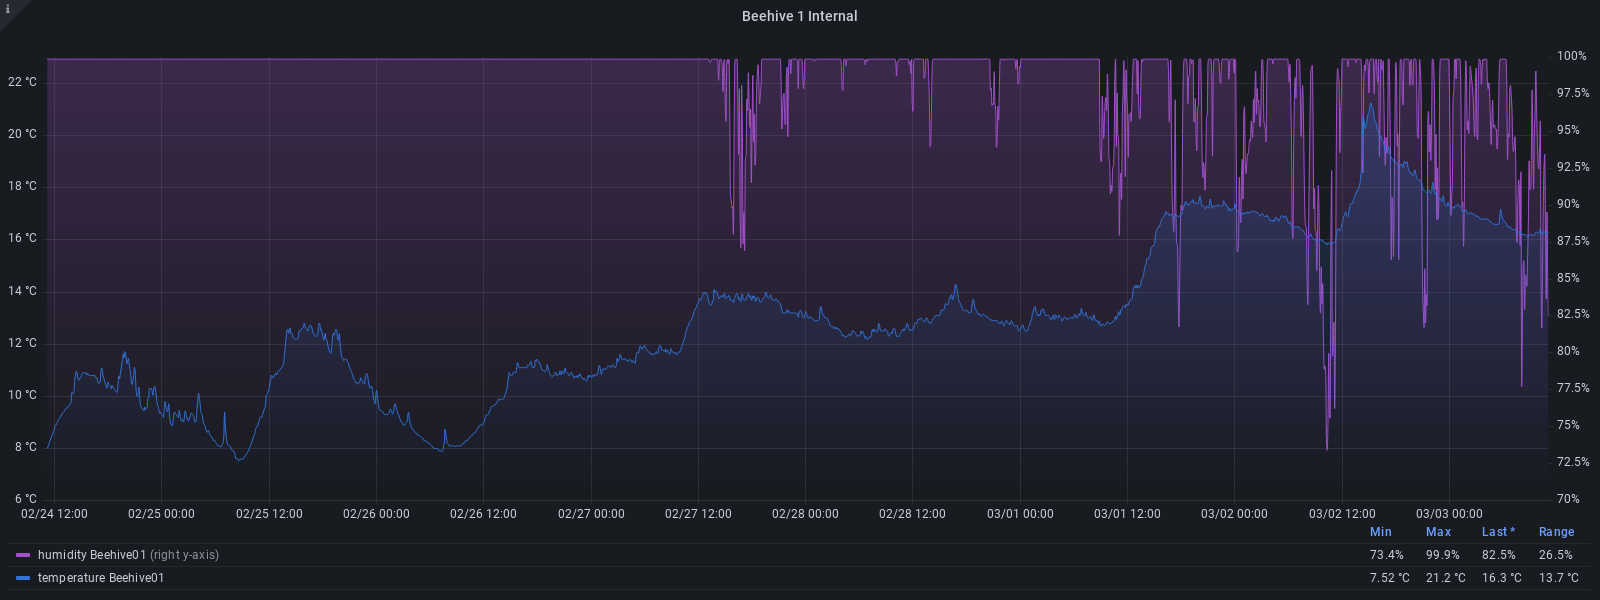 i
Beehive 1 Internal
22 °C
20 °C
18 °C
16 °C
14 °C
12 °C
10 °C
8 °C
6 °C
100%
97.5%
95%
92.5%
90%
87.5%
85%
82.5%
80%
77.5%
75%
72.5%
70%
02/24 12:00 02/25 00:00 02/25 12:00 02/26 00:00 02/26 12:00 02/27 00:00 02/27 12:00 02/28 00:00 02/28 12:00 03/01 00:00 03/01 12:00 03/02 00:00 03/02 12:00 03/03 00:00
Min Max Last * Range
humidity Beehive01 (right y-axis) 73.4% 99.9% 82.5% 26.5%
temperature Beehive01 7.52 °C 21.2 °C 16.3 °C 13.7 °C